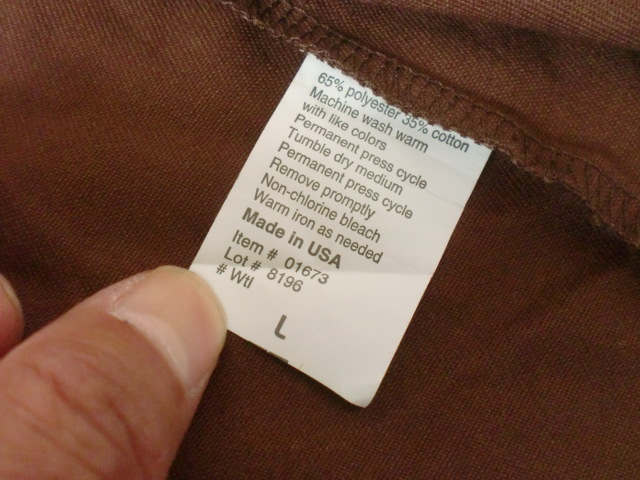 65% polyester 35% cotton
Machine wash warm
with like colors
Permanent press cycle
Tumble dry medium
Permanent press cycle
Remove promptly
Non-chlorine bleach
Warm iron as needed
Made in USA
Item # 01673
Lot # 8196
# Wtl
L